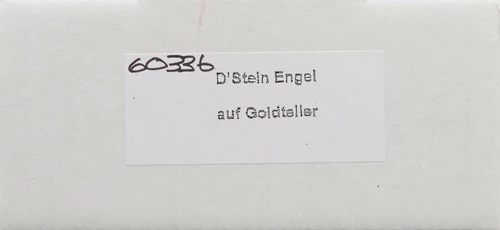 60336
D'Stein Engel
auf Goldteller